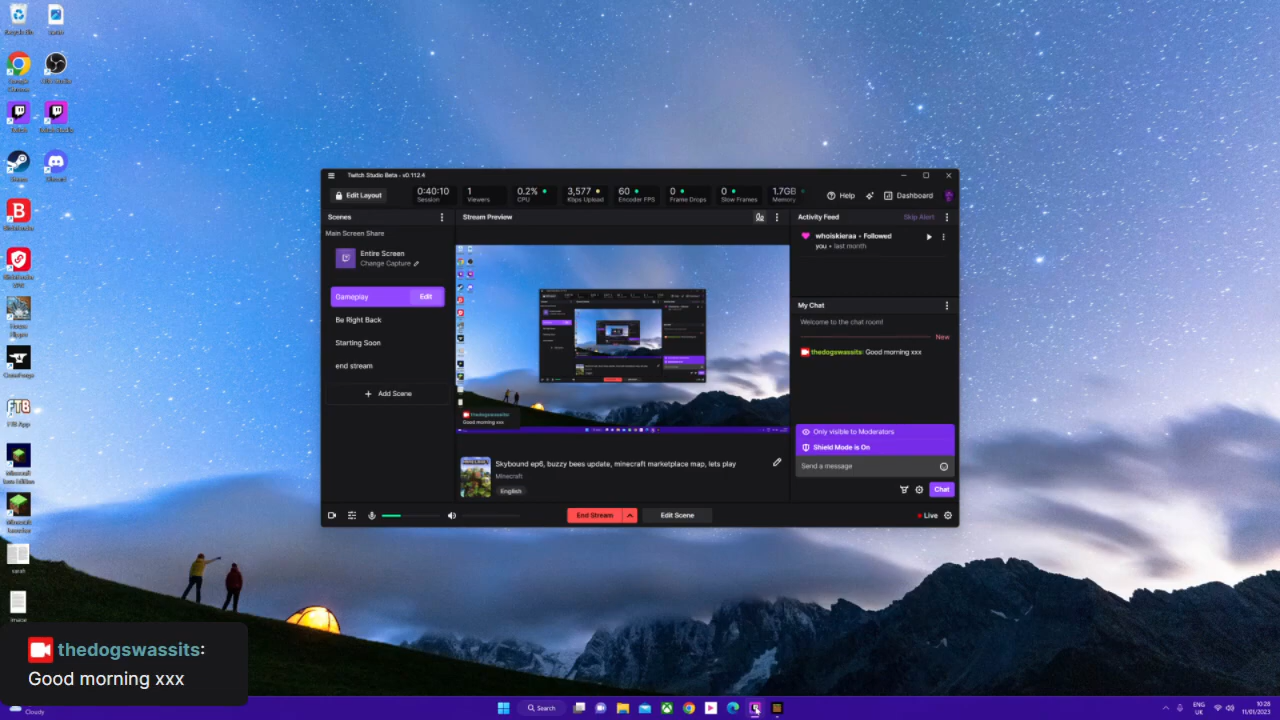 Twitch Studio Beta - v0.112.4
Edit Layout
0:40:10
Session
1
Viewers
0.2%
CPU
3,577
Kbps Upload
60
Encoder FPS
0
Frame Drops
0
Slow Frames
1.7GB
Memory
Help
Dashboard
Scenes
Main Screen Share
Entire Screen
Change Capture
Gameplay
Edit
Be Right Back
Starting Soon
end stream
+ Add Scene
Stream Preview
Skybound ep6, buzzy bees update, minecraft marketplace map, lets play
Minecraft
English
Activity Feed
Skip Alert
whoiskieraa • Followed
you • last month
My Chat
Welcome to the chat room!
New
thedogswassits: Good morning xxx
Only visible to Moderators
Shield Mode is On
Send a message
Chat
End Stream
Edit Scene
Live
thedogswassits:
Good morning xxx
Cloudy
Search
ENG
UK
10:28
11/01/2023